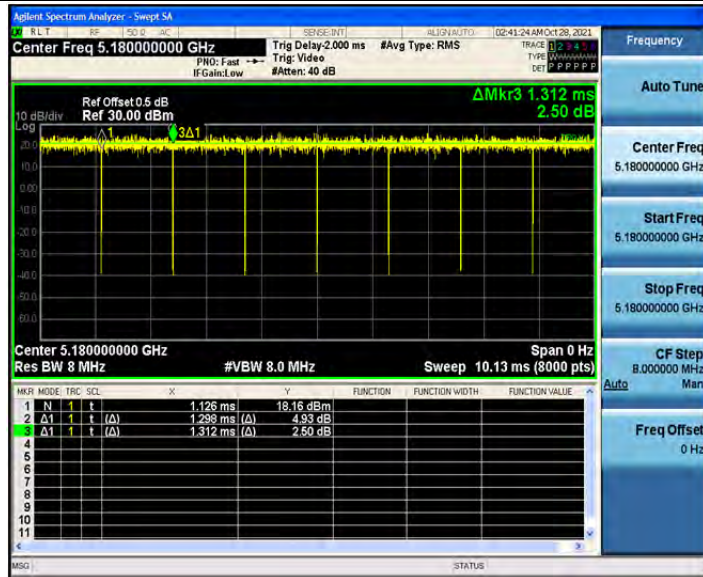 Agilent Spectrum Analyzer - Swept SA
RLT RF 50 Ω AC SENSE:INT ALIGN AUTO 02:41:24 AM Oct 28, 2021
Center Freq 5.180000000 GHz
PNO: Fast
IFGain:Low
Trig Delay-2.000 ms
Trig: Video
#Atten: 40 dB
#Avg Type: RMS
TRACE 1 2 3 4 5 6
TYPE
DET P P P P P P
ΔMkr3 1.312 ms
2.50 dB
Ref Offset 0.5 dB
10 dB/div Ref 30.00 dBm
Log
1 3Δ1
20.0
10.0
0.00
-10.0
-20.0
-30.0
-40.0
-50.0
-60.0
Center 5.180000000 GHz Span 0 Hz
Res BW 8 MHz #VBW 8.0 MHz Sweep 10.13 ms (8000 pts)
MKR MODE TRC SCL X Y FUNCTION FUNCTION WIDTH FUNCTION VALUE
1 N 1 t 1.126 ms 18.16 dBm
2 Δ1 1 t (Δ) 1.298 ms (Δ) 4.93 dB
3 Δ1 1 t (Δ) 1.312 ms (Δ) 2.50 dB
4
5
6
7
8
9
10
11
MSG STATUS
Frequency
Auto Tune
Center Freq
5.180000000 GHz
Start Freq
5.180000000 GHz
Stop Freq
5.180000000 GHz
CF Step
8.000000 MHz
Auto Man
Freq Offset
0 Hz